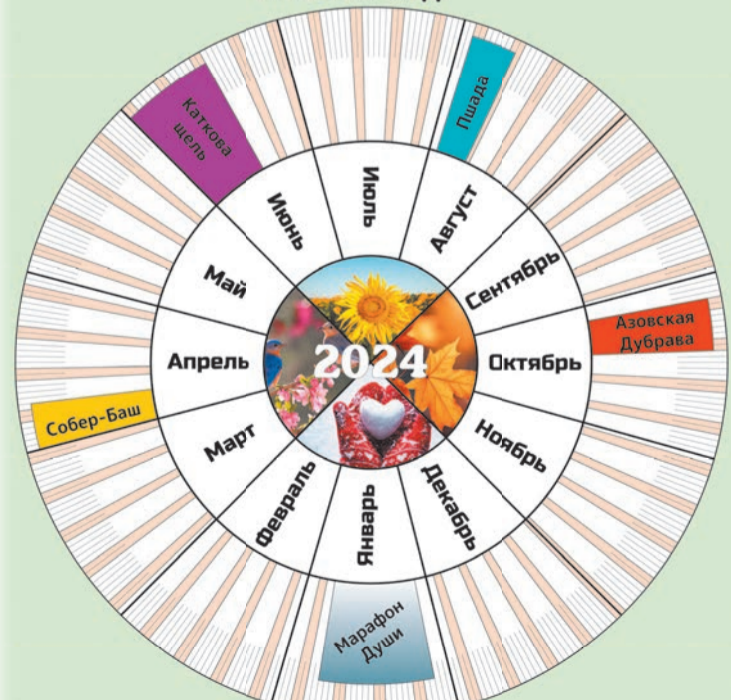 Пшада
Каткова
щель
Июль
Июнь
Август
Май
Сентябрь
Азовская
Дубрава
2024
Апрель
Октябрь
Собер-Баш
Март
Ноябрь
Февраль
Декабрь
Январь
Марафон
Души